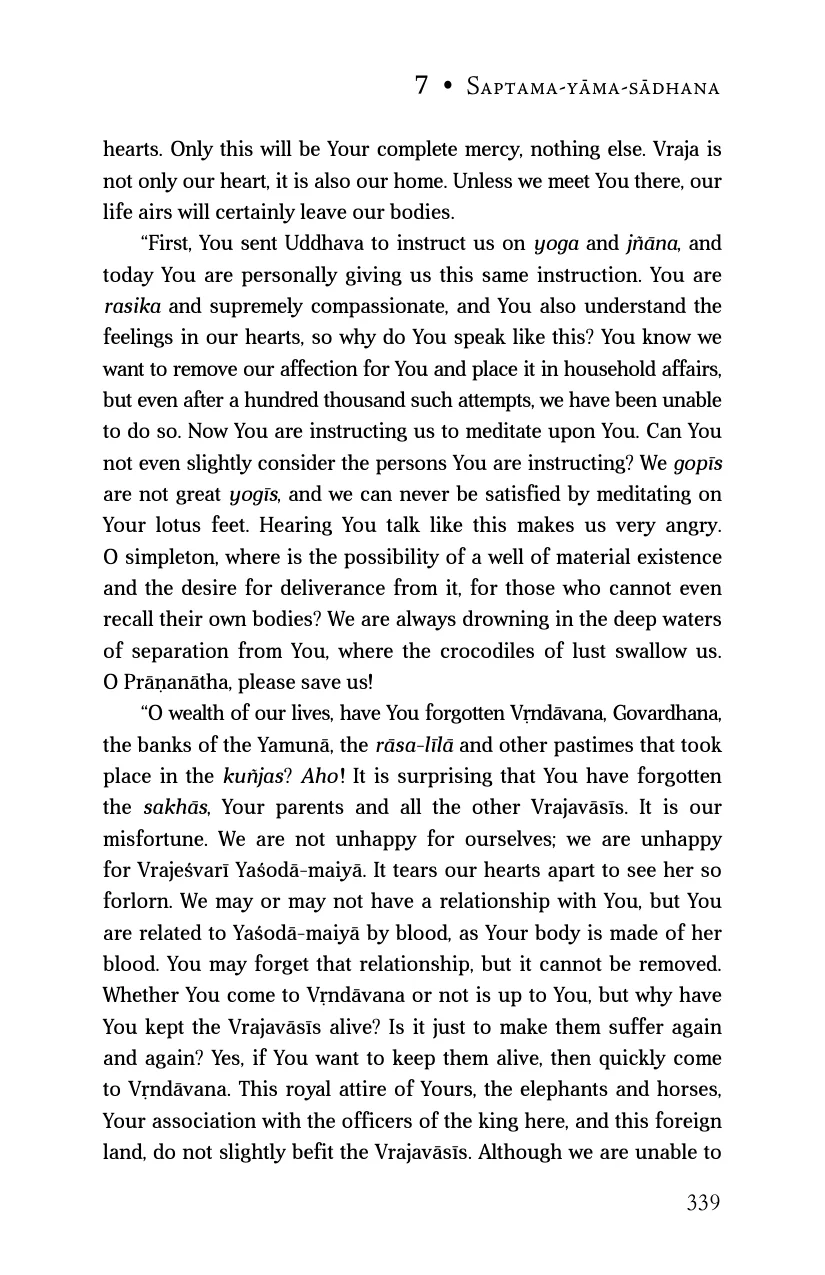 7 • Saptama-yāma-sādhana
hearts. Only this will be Your complete mercy, nothing else. Vraja is
not only our heart, it is also our home. Unless we meet You there, our
life airs will certainly leave our bodies.
“First, You sent Uddhava to instruct us on yoga and jñāna, and
today You are personally giving us this same instruction. You are
rasika and supremely compassionate, and You also understand the
feelings in our hearts, so why do You speak like this? You know we
want to remove our affection for You and place it in household affairs,
but even after a hundred thousand such attempts, we have been unable
to do so. Now You are instructing us to meditate upon You. Can You
not even slightly consider the persons You are instructing? We gopīs
are not great yogīs, and we can never be satisfied by meditating on
Your lotus feet. Hearing You talk like this makes us very angry.
O simpleton, where is the possibility of a well of material existence
and the desire for deliverance from it, for those who cannot even
recall their own bodies? We are always drowning in the deep waters
of separation from You, where the crocodiles of lust swallow us.
O Prāṇanātha, please save us!
“O wealth of our lives, have You forgotten Vṛndāvana, Govardhana,
the banks of the Yamunā, the rāsa-līlā and other pastimes that took
place in the kuñjas? Aho! It is surprising that You have forgotten
the sakhās, Your parents and all the other Vrajavāsīs. It is our
misfortune. We are not unhappy for ourselves; we are unhappy
for Vrajeśvarī Yaśodā-maiyā. It tears our hearts apart to see her so
forlorn. We may or may not have a relationship with You, but You
are related to Yaśodā-maiyā by blood, as Your body is made of her
blood. You may forget that relationship, but it cannot be removed.
Whether You come to Vṛndāvana or not is up to You, but why have
You kept the Vrajavāsīs alive? Is it just to make them suffer again
and again? Yes, if You want to keep them alive, then quickly come
to Vṛndāvana. This royal attire of Yours, the elephants and horses,
Your association with the officers of the king here, and this foreign
land, do not slightly befit the Vrajavāsīs. Although we are unable to
339